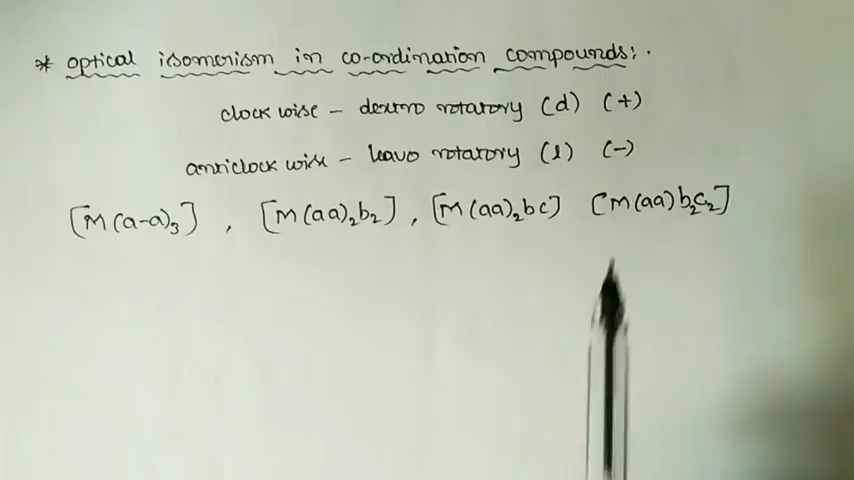 * optical isomerism in co-ordination compounds:.
clock wise - dextro rotatory (d) (+)
anticlock wise - leavo rotatory (l) (-)
[M(a-a)₃] , [M(aa)₂b₂] , [M(aa)₂bc] [M(aa)b₂c₂]